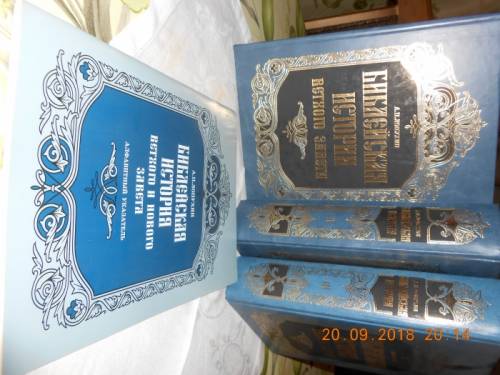 А.П.ЛОПУХИН
БИБЛЕЙСКАЯ
ИСТОРИЯ
ВЕТХОГО И НОВОГО
ЗАВЕТА
АЛФАВИТНЫЙ УКАЗАТЕЛЬ
А.П.ЛОПУХИН
БИБЛЕЙСКАЯ
ИСТОРИЯ
ВЕТХОГО ЗАВЕТА
20.09.2018 20:14